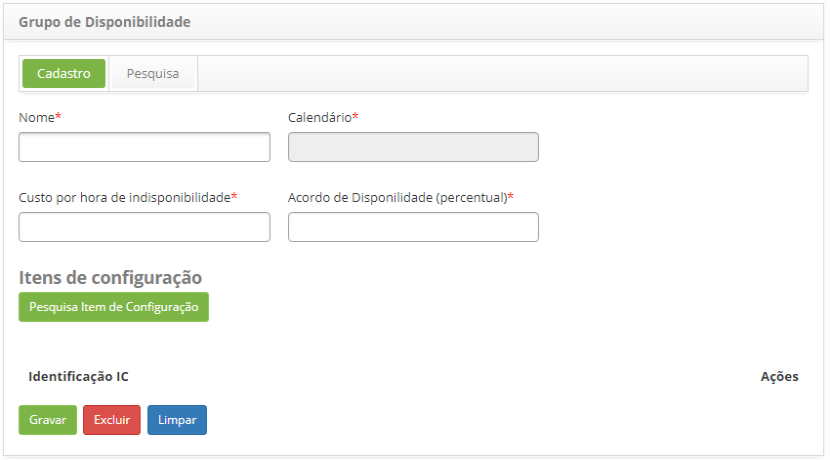 Grupo de Disponibilidade
Cadastro Pesquisa
Nome* Calendário*
Custo por hora de indisponibilidade* Acordo de Disponilidade (percentual)*
Itens de configuração
Pesquisa Item de Configuração
Identificação IC Ações
Gravar Excluir Limpar